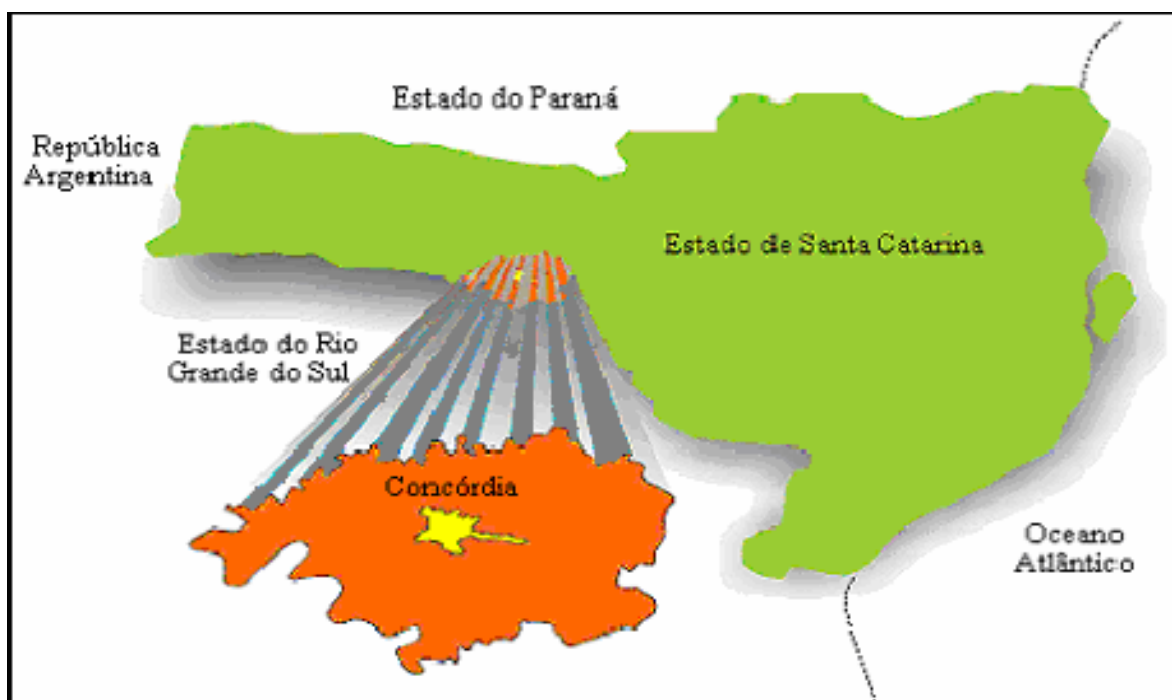 Estado do Paraná
República
Argentina
Estado de Santa Catarina
Estado do Rio
Grande do Sul
Concórdia
Oceano
Atlântico